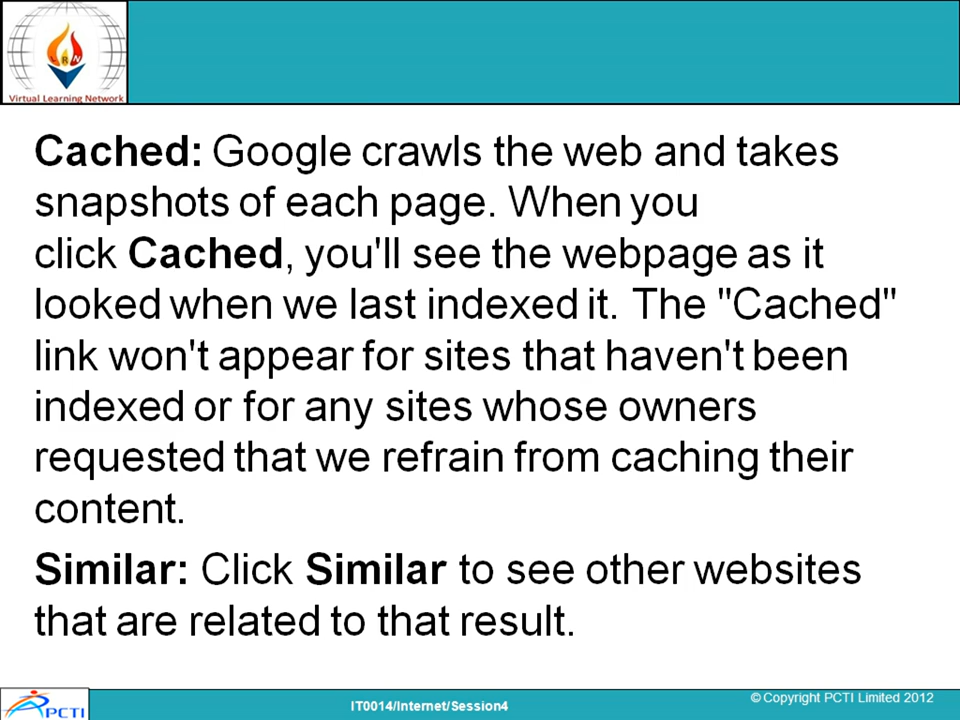 VLRN
Virtual Learning Network
Cached: Google crawls the web and takes
snapshots of each page. When you
click Cached, you'll see the webpage as it
looked when we last indexed it. The "Cached"
link won't appear for sites that haven't been
indexed or for any sites whose owners
requested that we refrain from caching their
content.
Similar: Click Similar to see other websites
that are related to that result.
PCTI
IT0014/Internet/Session4
© Copyright PCTI Limited 2012